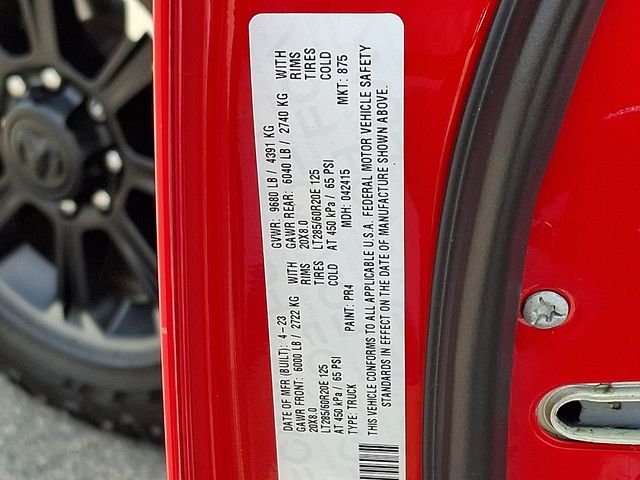 DATE OF MFR (BUILT): 4-23 GVWR: 9680 LB / 4391 KG
GAWR FRONT: 6000 LB / 2722 KG WITH GAWR REAR: 6040 LB / 2740 KG WITH
20X8.0 RIMS 20X8.0 RIMS
LT285/60R20E 125 TIRES LT285/60R20E 125 TIRES
AT 450 kPa / 65 PSI COLD AT 450 kPa / 65 PSI COLD
TYPE: TRUCK PAINT: PR4 MDH: 042415 MKT: 875
THIS VEHICLE CONFORMS TO ALL APPLICABLE U.S.A. FEDERAL MOTOR VEHICLE SAFETY
STANDARDS IN EFFECT ON THE DATE OF MANUFACTURE SHOWN ABOVE.